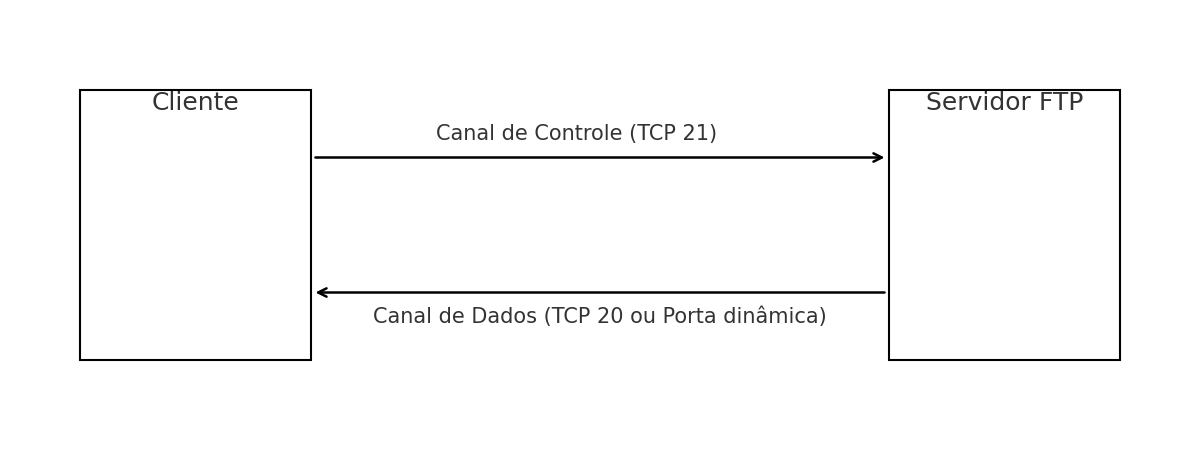 Cliente
Servidor FTP
Canal de Controle (TCP 21)
Canal de Dados (TCP 20 ou Porta dinâmica)